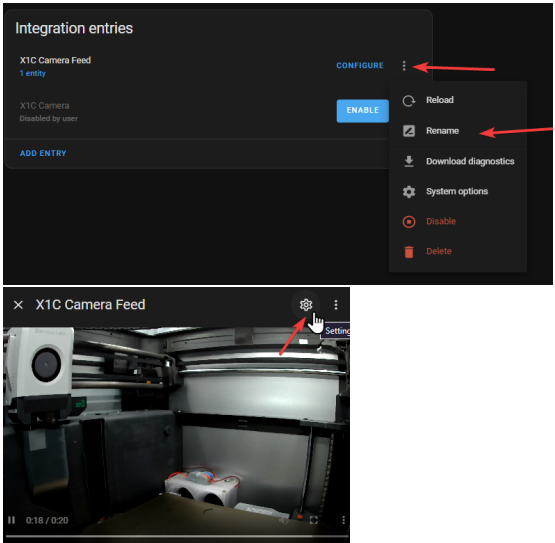 Integration entries
X1C Camera Feed
1 entity
CONFIGURE
X1C Camera
Disabled by user
ENABLE
ADD ENTRY
Reload
Rename
Download diagnostics
System options
Disable
Delete
X1C Camera Feed
Setting
0:18 / 0:20